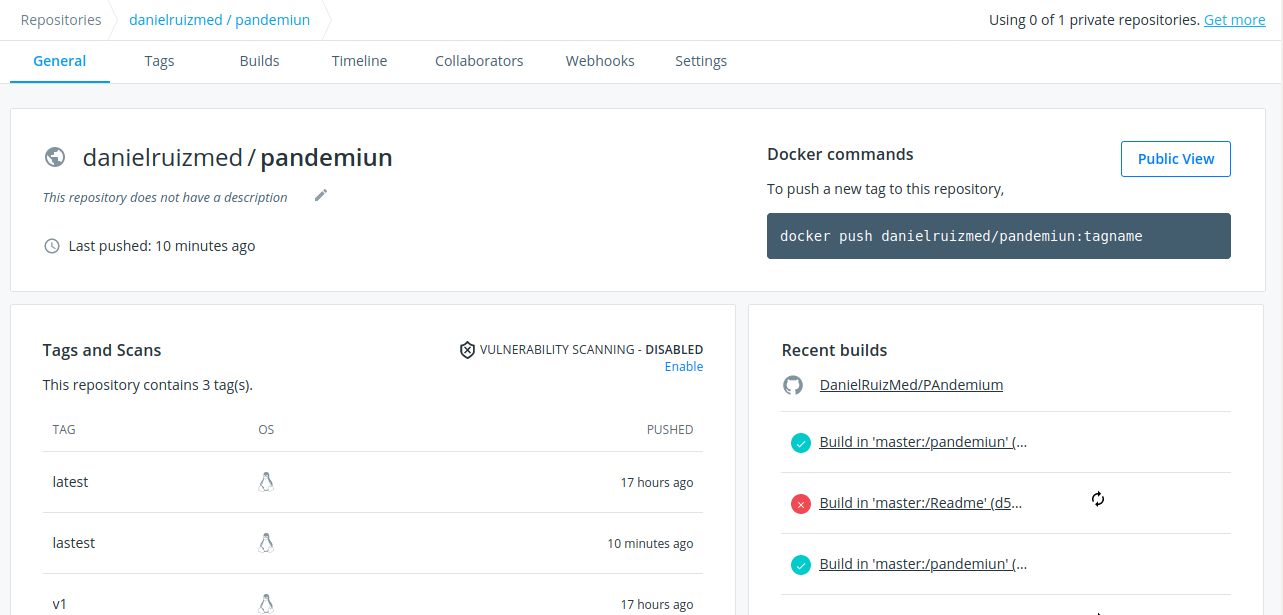 Repositories
danielruizmed / pandemiun
Using 0 of 1 private repositories. Get more
General
Tags
Builds
Timeline
Collaborators
Webhooks
Settings
danielruizmed / pandemiun
This repository does not have a description
Last pushed: 10 minutes ago
Docker commands
Public View
To push a new tag to this repository,
docker push danielruizmed/pandemiun:tagname
Tags and Scans
VULNERABILITY SCANNING - DISABLED
Enable
This repository contains 3 tag(s).
TAG OS PUSHED
latest 17 hours ago
lastest 10 minutes ago
v1 17 hours ago
Recent builds
DanielRuizMed/PAndemium
Build in 'master:/pandemiun' (...
Build in 'master:/Readme' (d5...
Build in 'master:/pandemiun' (...